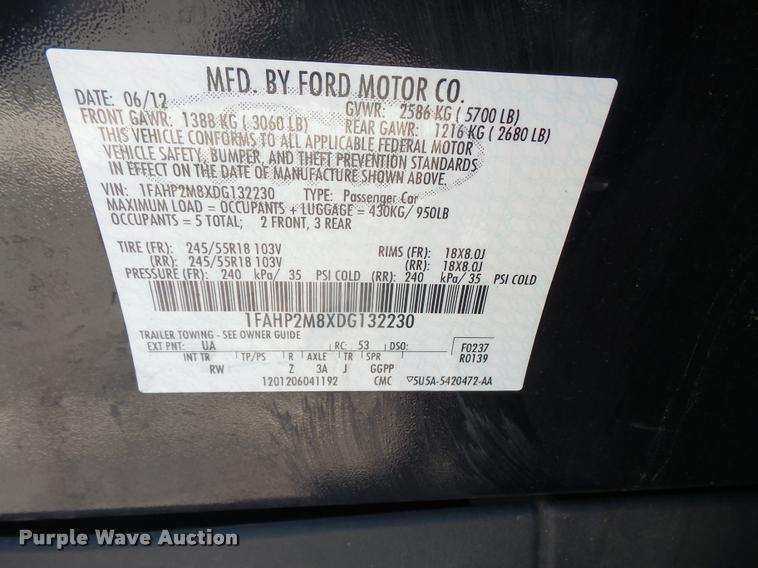 MFD. BY FORD MOTOR CO.
DATE: 06/12 GVWR: 2586 KG ( 5700 LB)
FRONT GAWR: 1388 KG ( 3060 LB) REAR GAWR: 1216 KG ( 2680 LB)
THIS VEHICLE CONFORMS TO ALL APPLICABLE FEDERAL MOTOR
VEHICLE SAFETY, BUMPER, AND THEFT PREVENTION STANDARDS
IN EFFECT ON THE DATE OF MANUFACTURE SHOWN ABOVE.
VIN: 1FAHP2M8XDG132230 TYPE: Passenger Car
MAXIMUM LOAD = OCCUPANTS + LUGGAGE = 430KG/ 950LB
OCCUPANTS = 5 TOTAL; 2 FRONT, 3 REAR
TIRE (FR): 245/55R18 103V RIMS (FR): 18X8.0J
(RR): 245/55R18 103V (RR): 18X8.0J
PRESSURE (FR): 240 kPa/ 35 PSI COLD (RR): 240 kPa/ 35 PSI COLD
1FAHP2M8XDG132230
TRAILER TOWING - SEE OWNER GUIDE
EXT PNT: UA RC: 53 DSO: F0237
INT TR TP/PS R AXLE TR SPR R0139
RW Z 3A J GGPP
1201206041192 CMC ▽5U5A-5420472-AA
Purple Wave Auction